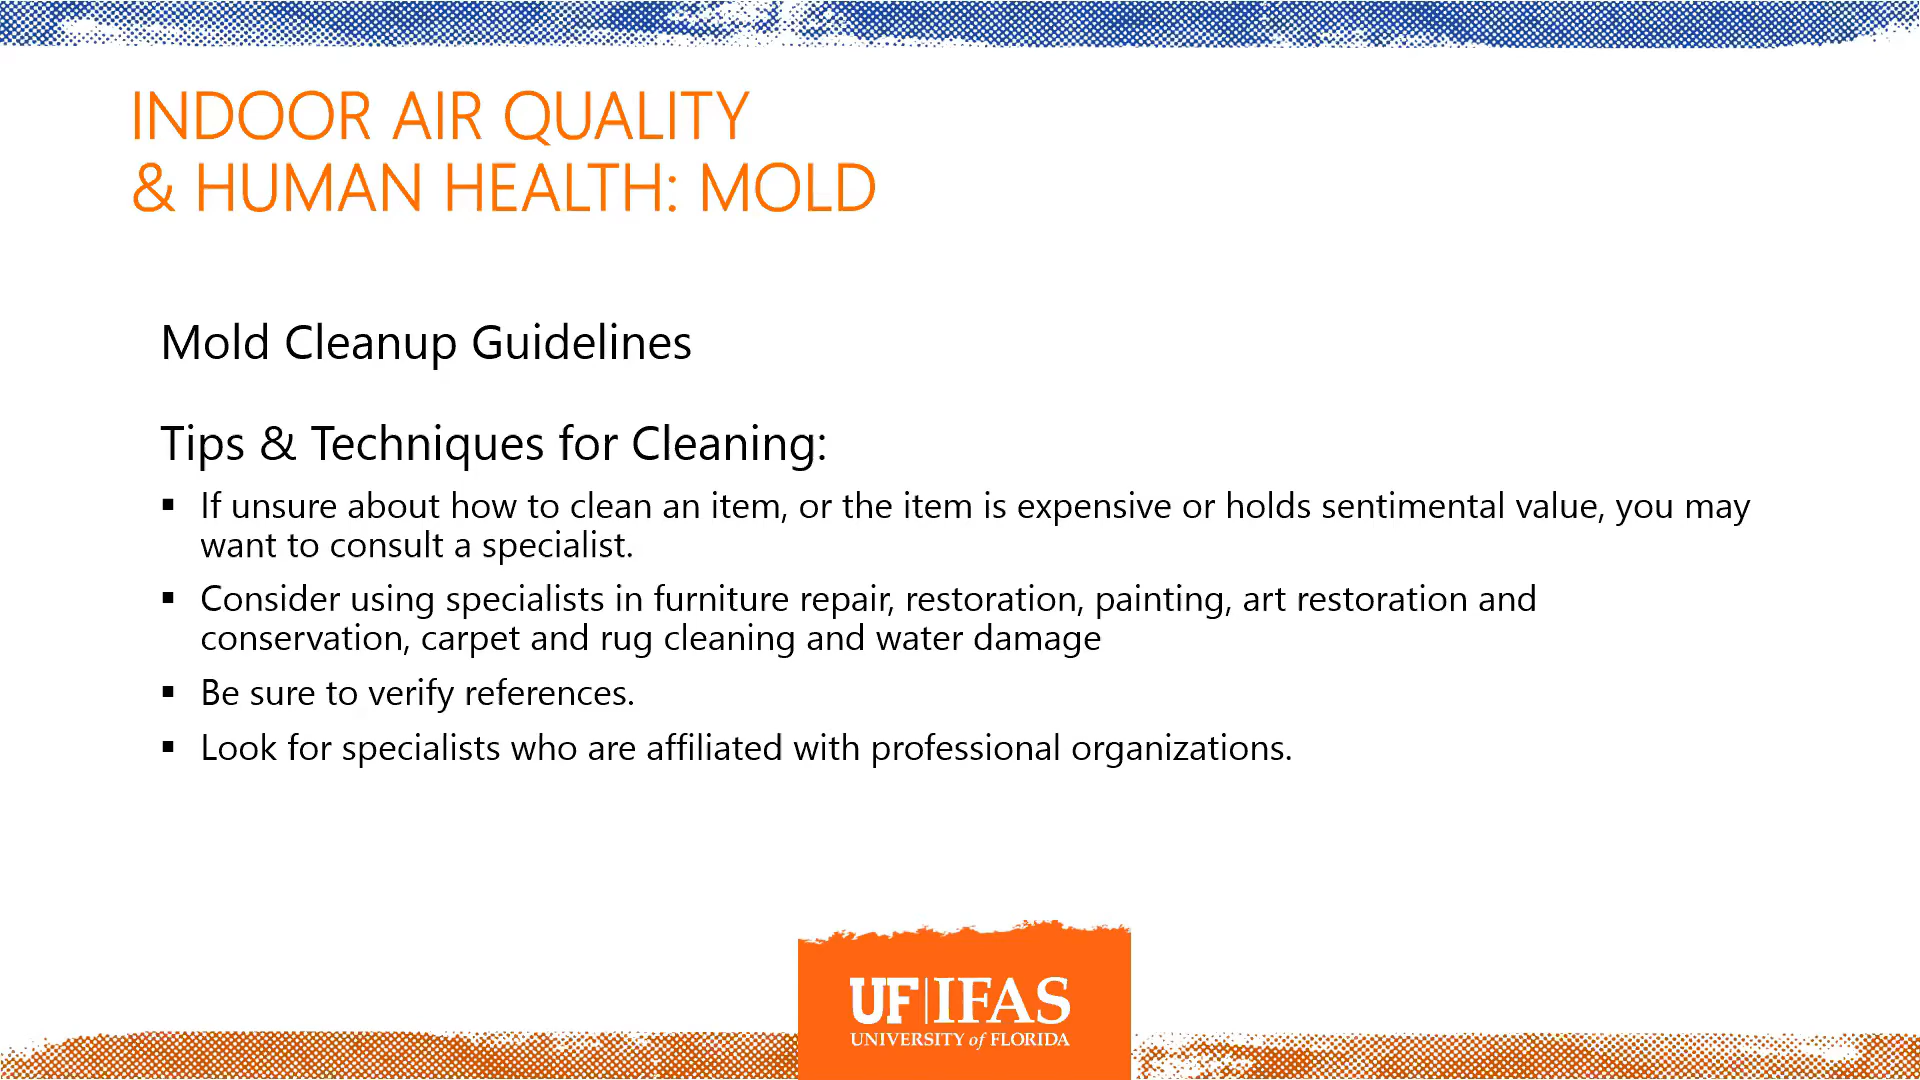 INDOOR AIR QUALITY
& HUMAN HEALTH: MOLD
Mold Cleanup Guidelines
Tips & Techniques for Cleaning:
▪ If unsure about how to clean an item, or the item is expensive or holds sentimental value, you may
want to consult a specialist.
▪ Consider using specialists in furniture repair, restoration, painting, art restoration and
conservation, carpet and rug cleaning and water damage
▪ Be sure to verify references.
▪ Look for specialists who are affiliated with professional organizations.
UF|IFAS
UNIVERSITY of FLORIDA